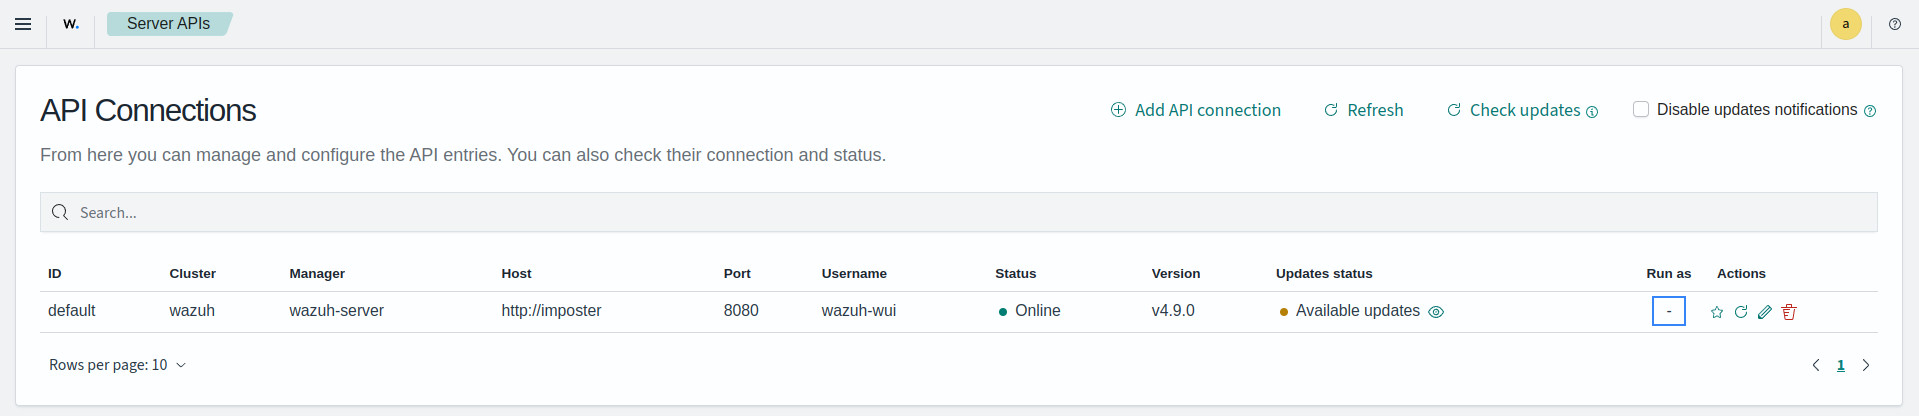 W. Server APIs a
API Connections Add API connection Refresh Check updates Disable updates notifications
From here you can manage and configure the API entries. You can also check their connection and status.
Search...
ID Cluster Manager Host Port Username Status Version Updates status Run as Actions
default wazuh wazuh-server http://imposter 8080 wazuh-wui Online v4.9.0 Available updates -
Rows per page: 10 1